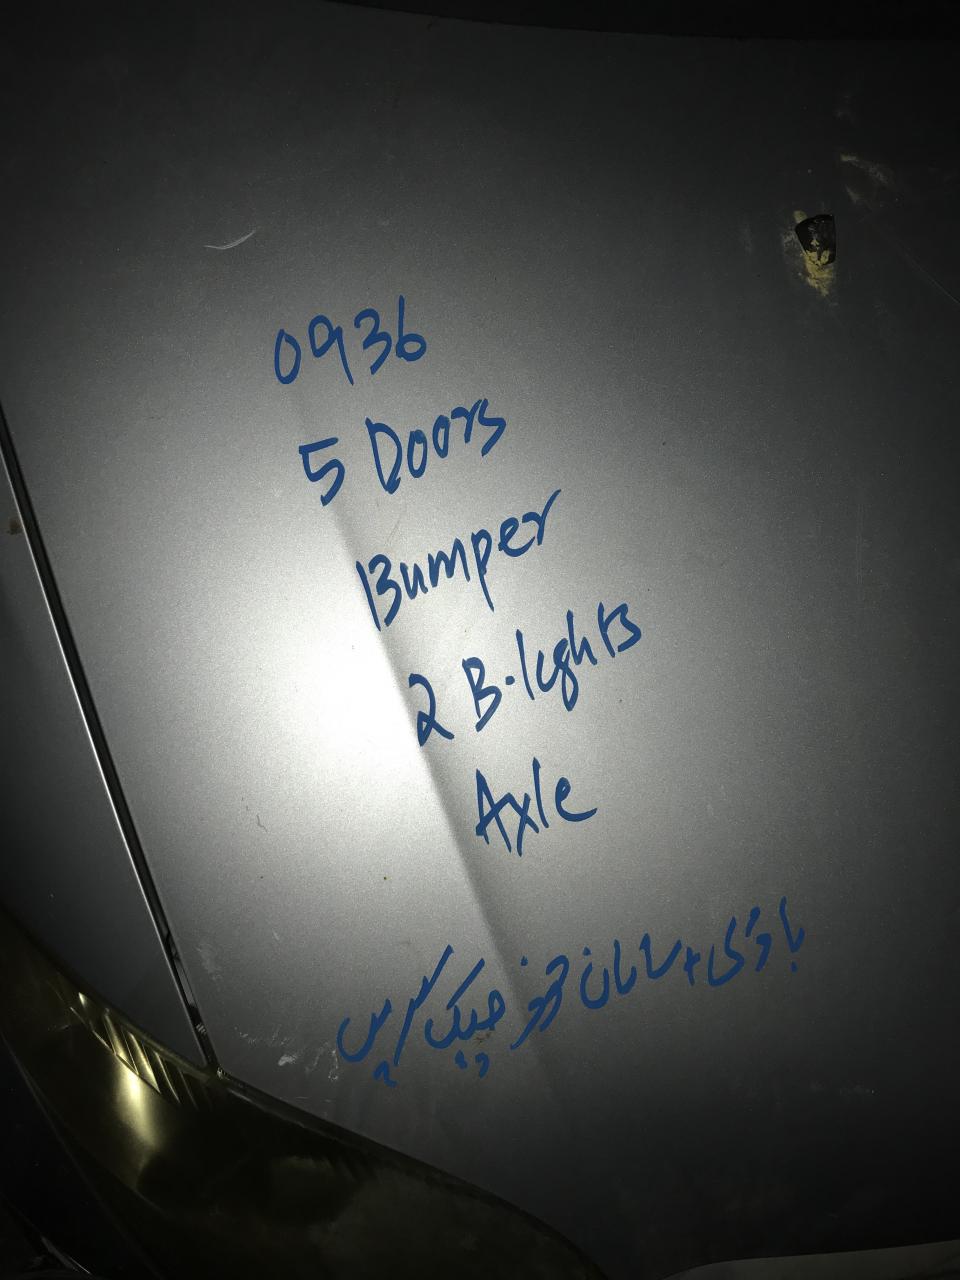 0936
5 Doors
Bumper
2 B.lights
Axle
باڈی + سامان خود چیک کریں